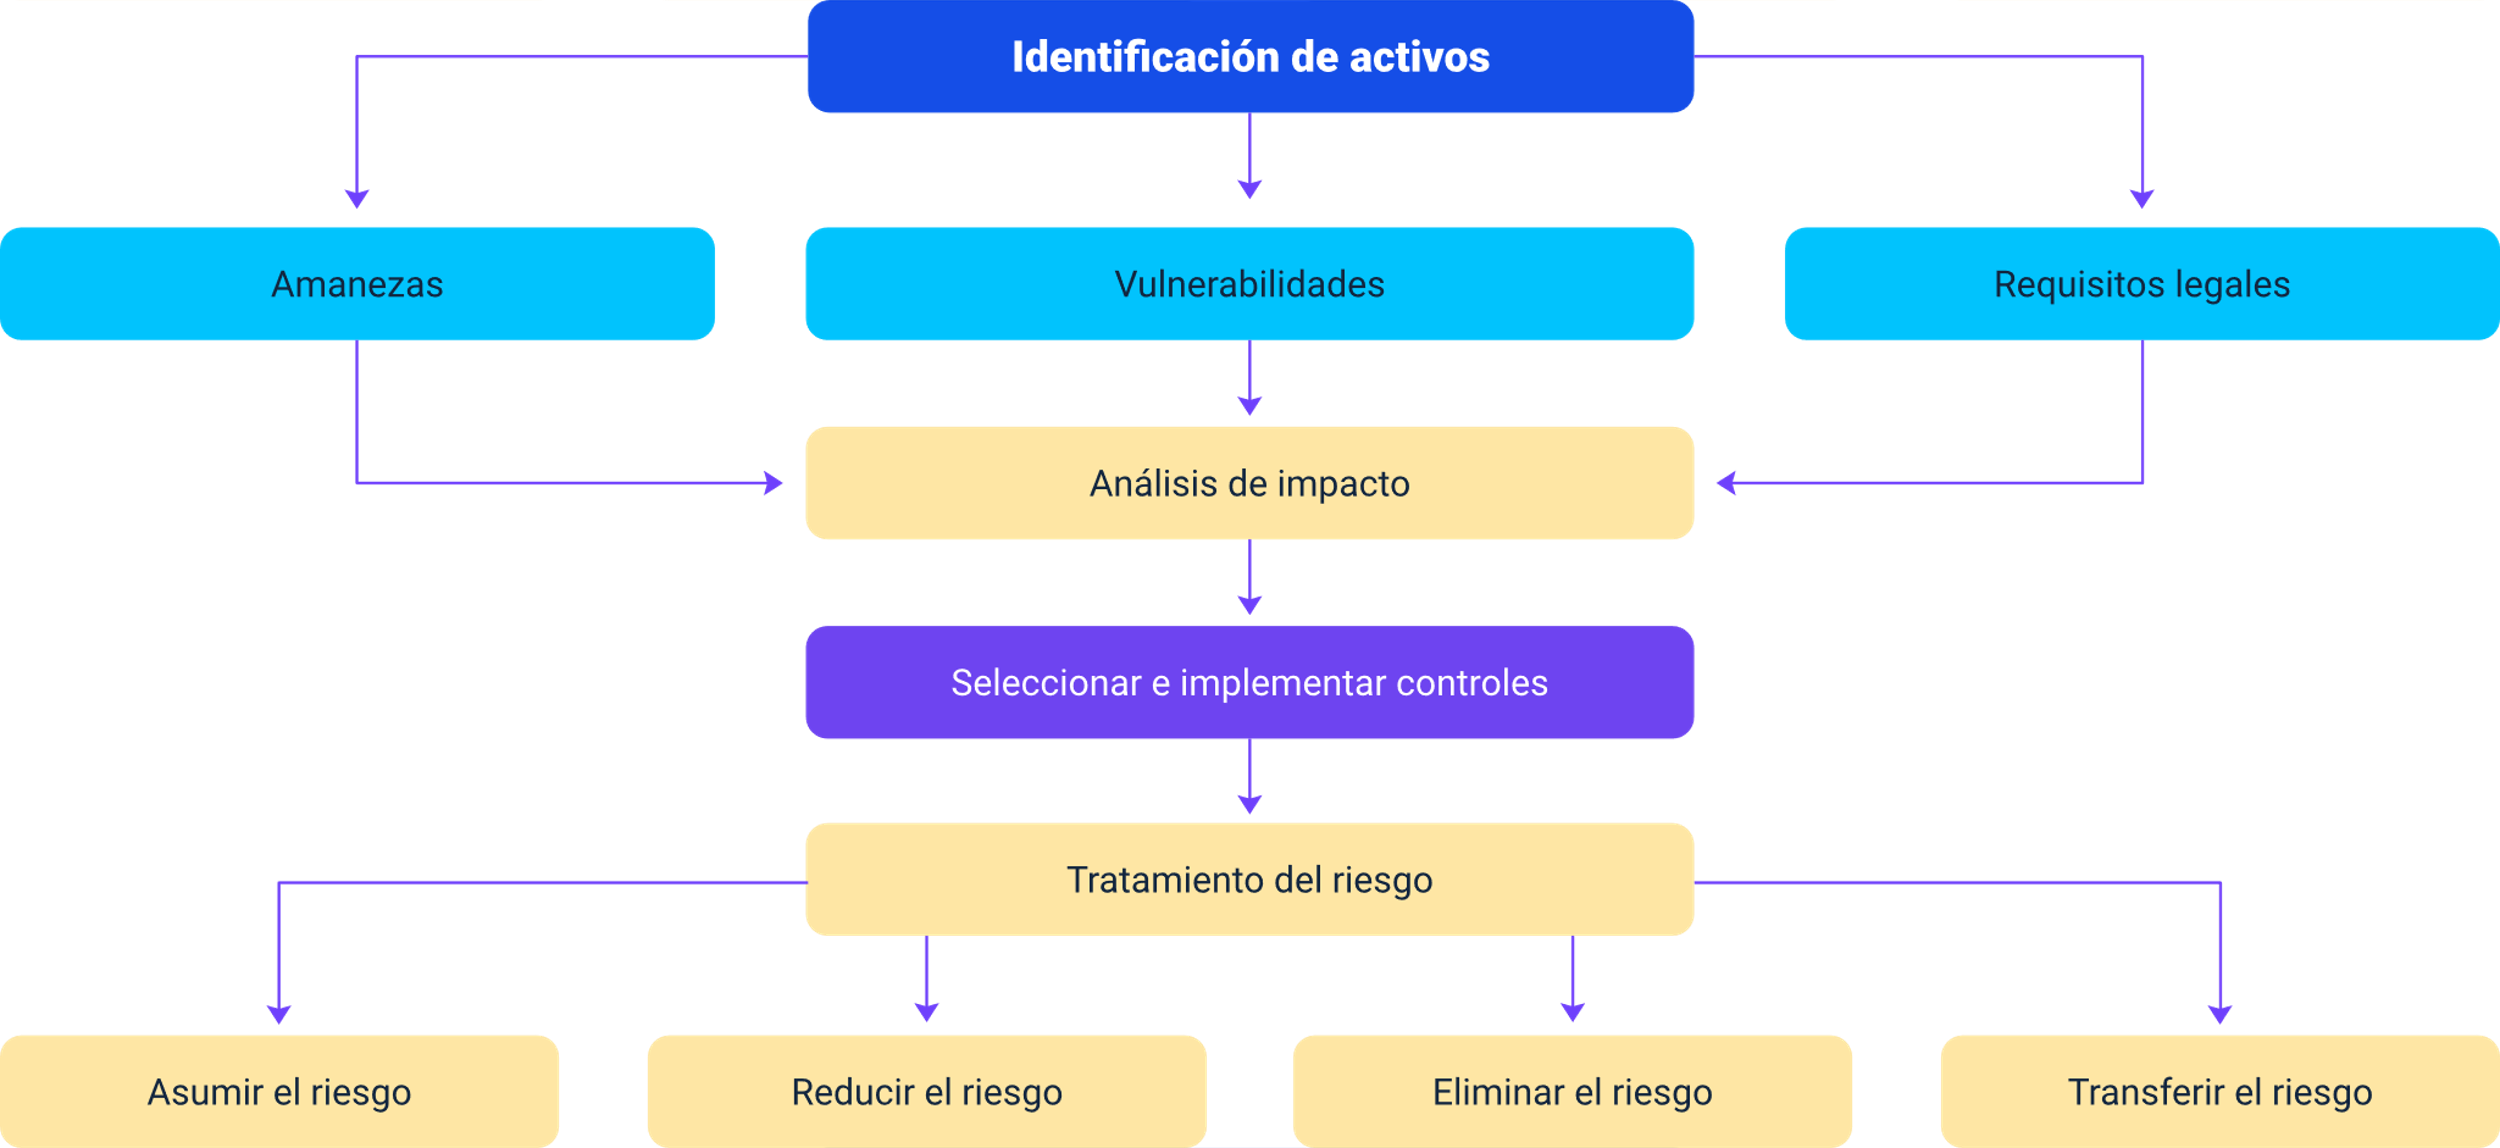 Identificación de activos
Amanezas
Vulnerabilidades
Requisitos legales
Análisis de impacto
Seleccionar e implementar controles
Tratamiento del riesgo
Asumir el riesgo
Reducir el riesgo
Eliminar el riesgo
Transferir el riesgo